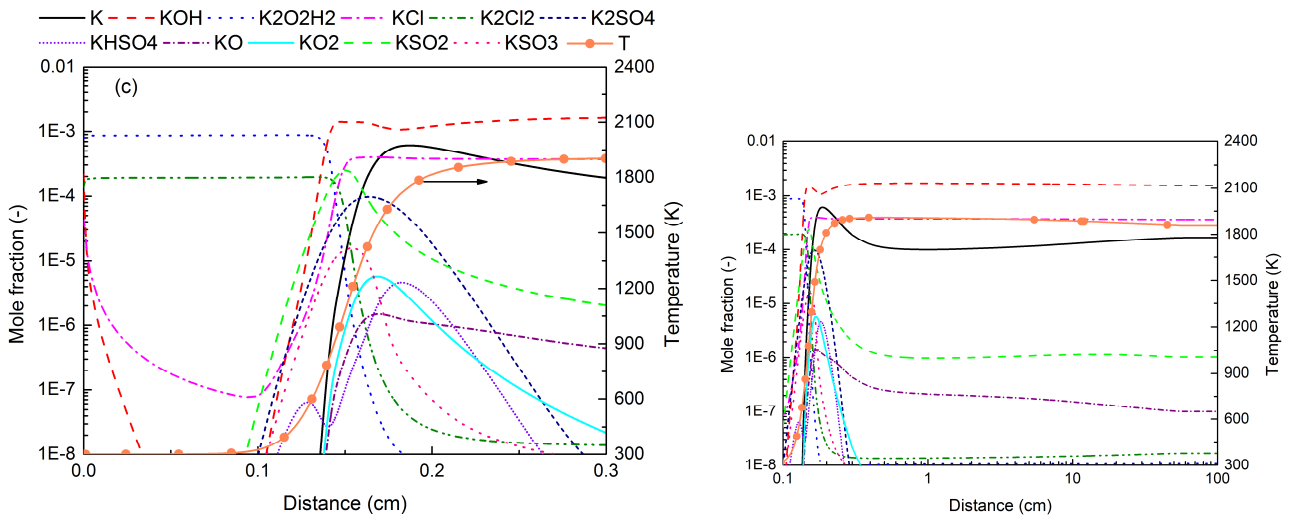 K KOH K2O2H2 KCl K2Cl2 K2SO4
KHSO4 KO KO2 KSO2 KSO3 T
(c)
0.01
1E-3
1E-4
1E-5
1E-6
1E-7
1E-8
Mole fraction (-)
0.0 0.1 0.2 0.3
Distance (cm)
2400
2100
1800
1500
1200
900
600
300
Temperature (K)
0.01
1E-3
1E-4
1E-5
1E-6
1E-7
1E-8
Mole fraction (-)
0.1 1 10 100
Distance (cm)
2400
2100
1800
1500
1200
900
600
300
Temperature (K)